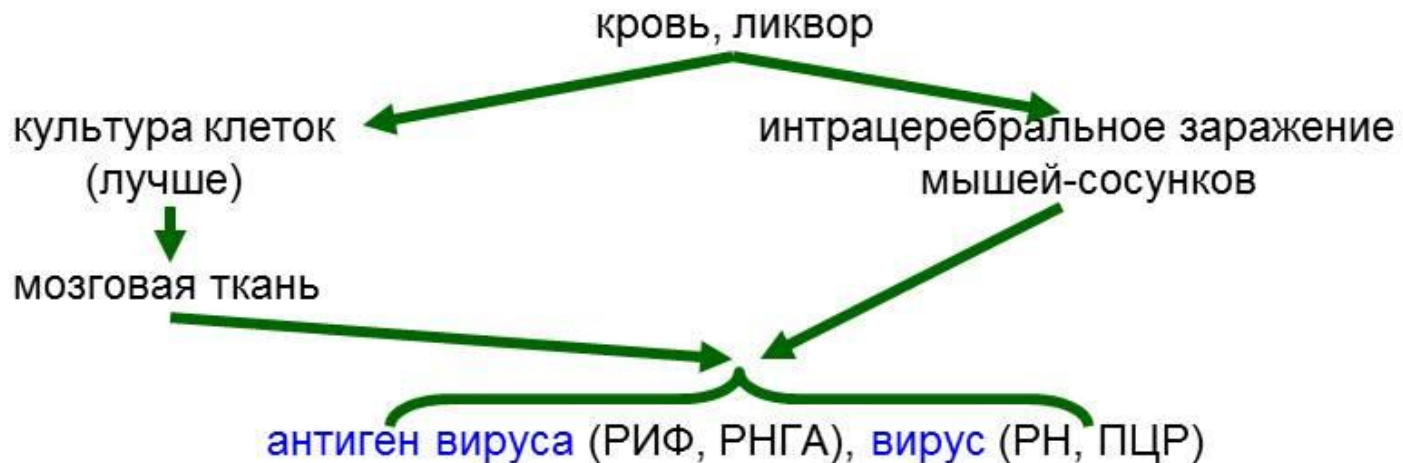 кровь, ликвор
культура клеток
(лучше)
интрацеребральное заражение
мышей-сосунков
мозговая ткань
антиген вируса (РИФ, РНГА), вирус (РН, ПЦР)